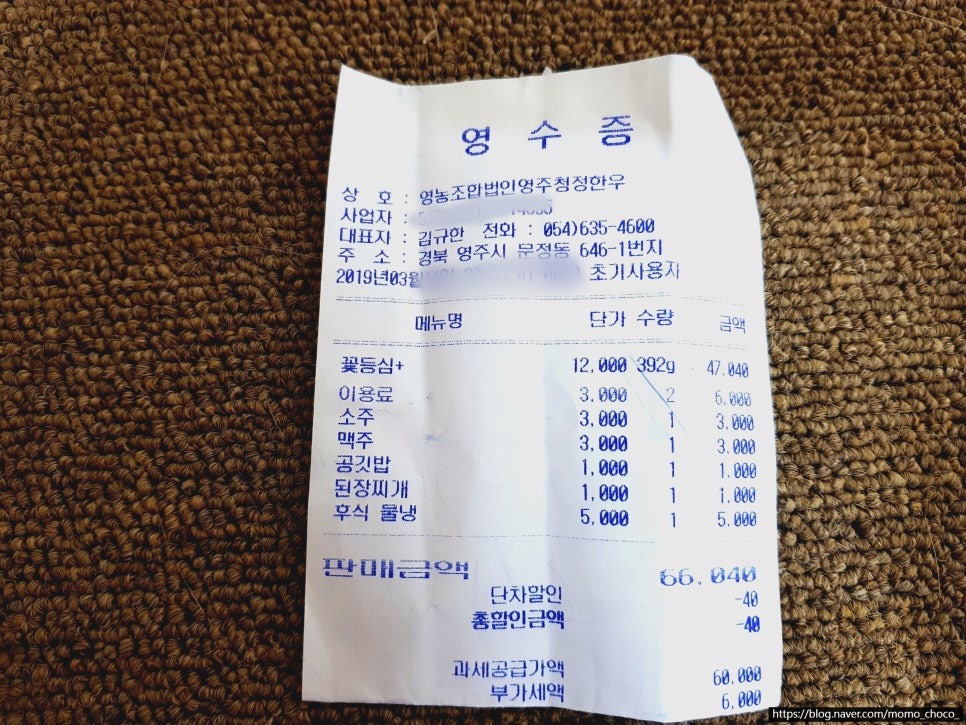 영 수 증
상 호 : 영농조합법인영주청정한우
사업자 :
대표자 : 김규한 전화 : 054)635-4600
주 소 : 경북 영주시 문정동 646-1번지
2019년03월 초기사용자
메뉴명 단가 수량 금액
꽃등심+ 12,000 392g 47,040
이용료 3,000 2 6,000
소주 3,000 1 3,000
맥주 3,000 1 3,000
공깃밥 1,000 1 1,000
된장찌개 1,000 1 1,000
후식 물냉 5,000 1 5,000
판매금액 66,040
단차할인 -40
총할인금액 -40
과세공급가액 60,000
부가세액 6,000
https://blog.naver.com/momo_choco